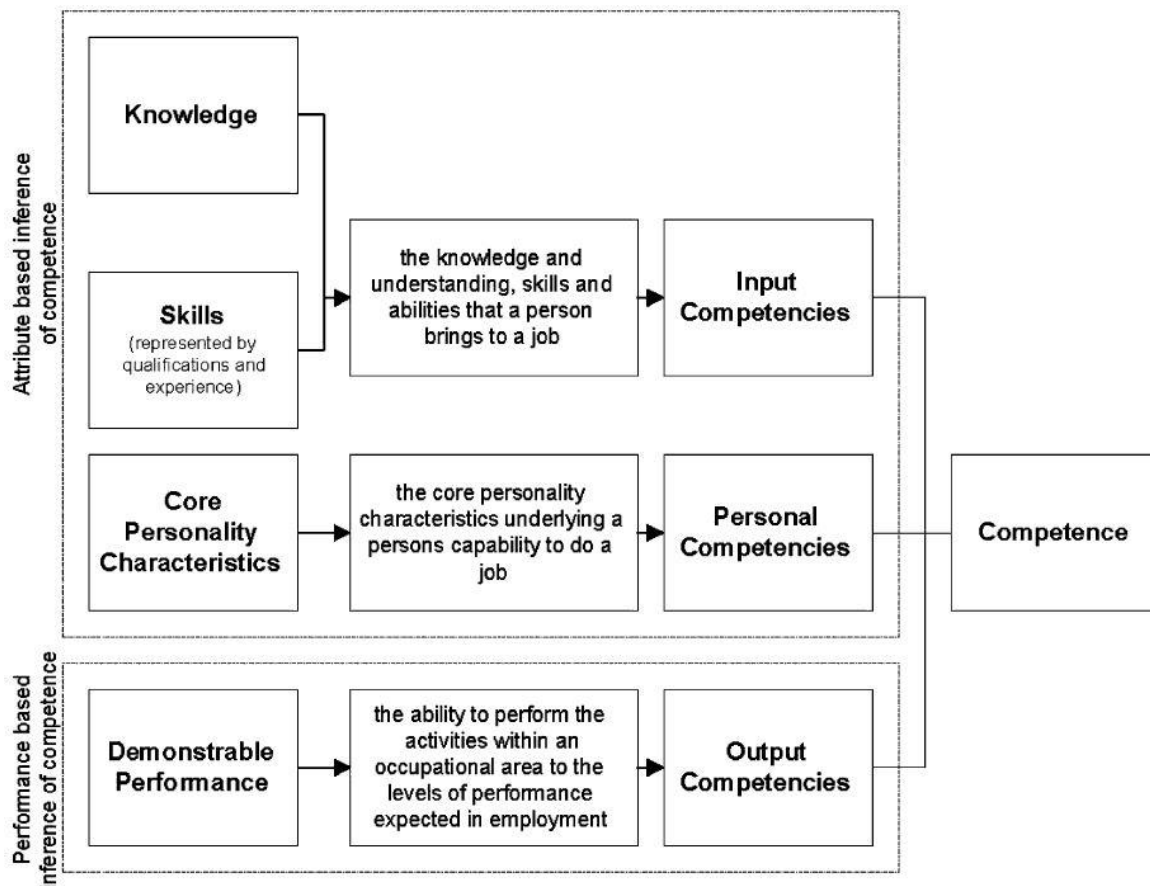 Attribute based inference
of competence
Knowledge
Skills
(represented by
qualifications and
experience)
the knowledge and
understanding, skills and
abilities that a person
brings to a job
Input
Competencies
Core
Personality
Characteristics
the core personality
characteristics underlying a
persons capability to do a
job
Personal
Competencies
Competence
Performance based
inference of competence
Demonstrable
Performance
the ability to perform the
activities within an
occupational area to the
levels of performance
expected in employment
Output
Competencies